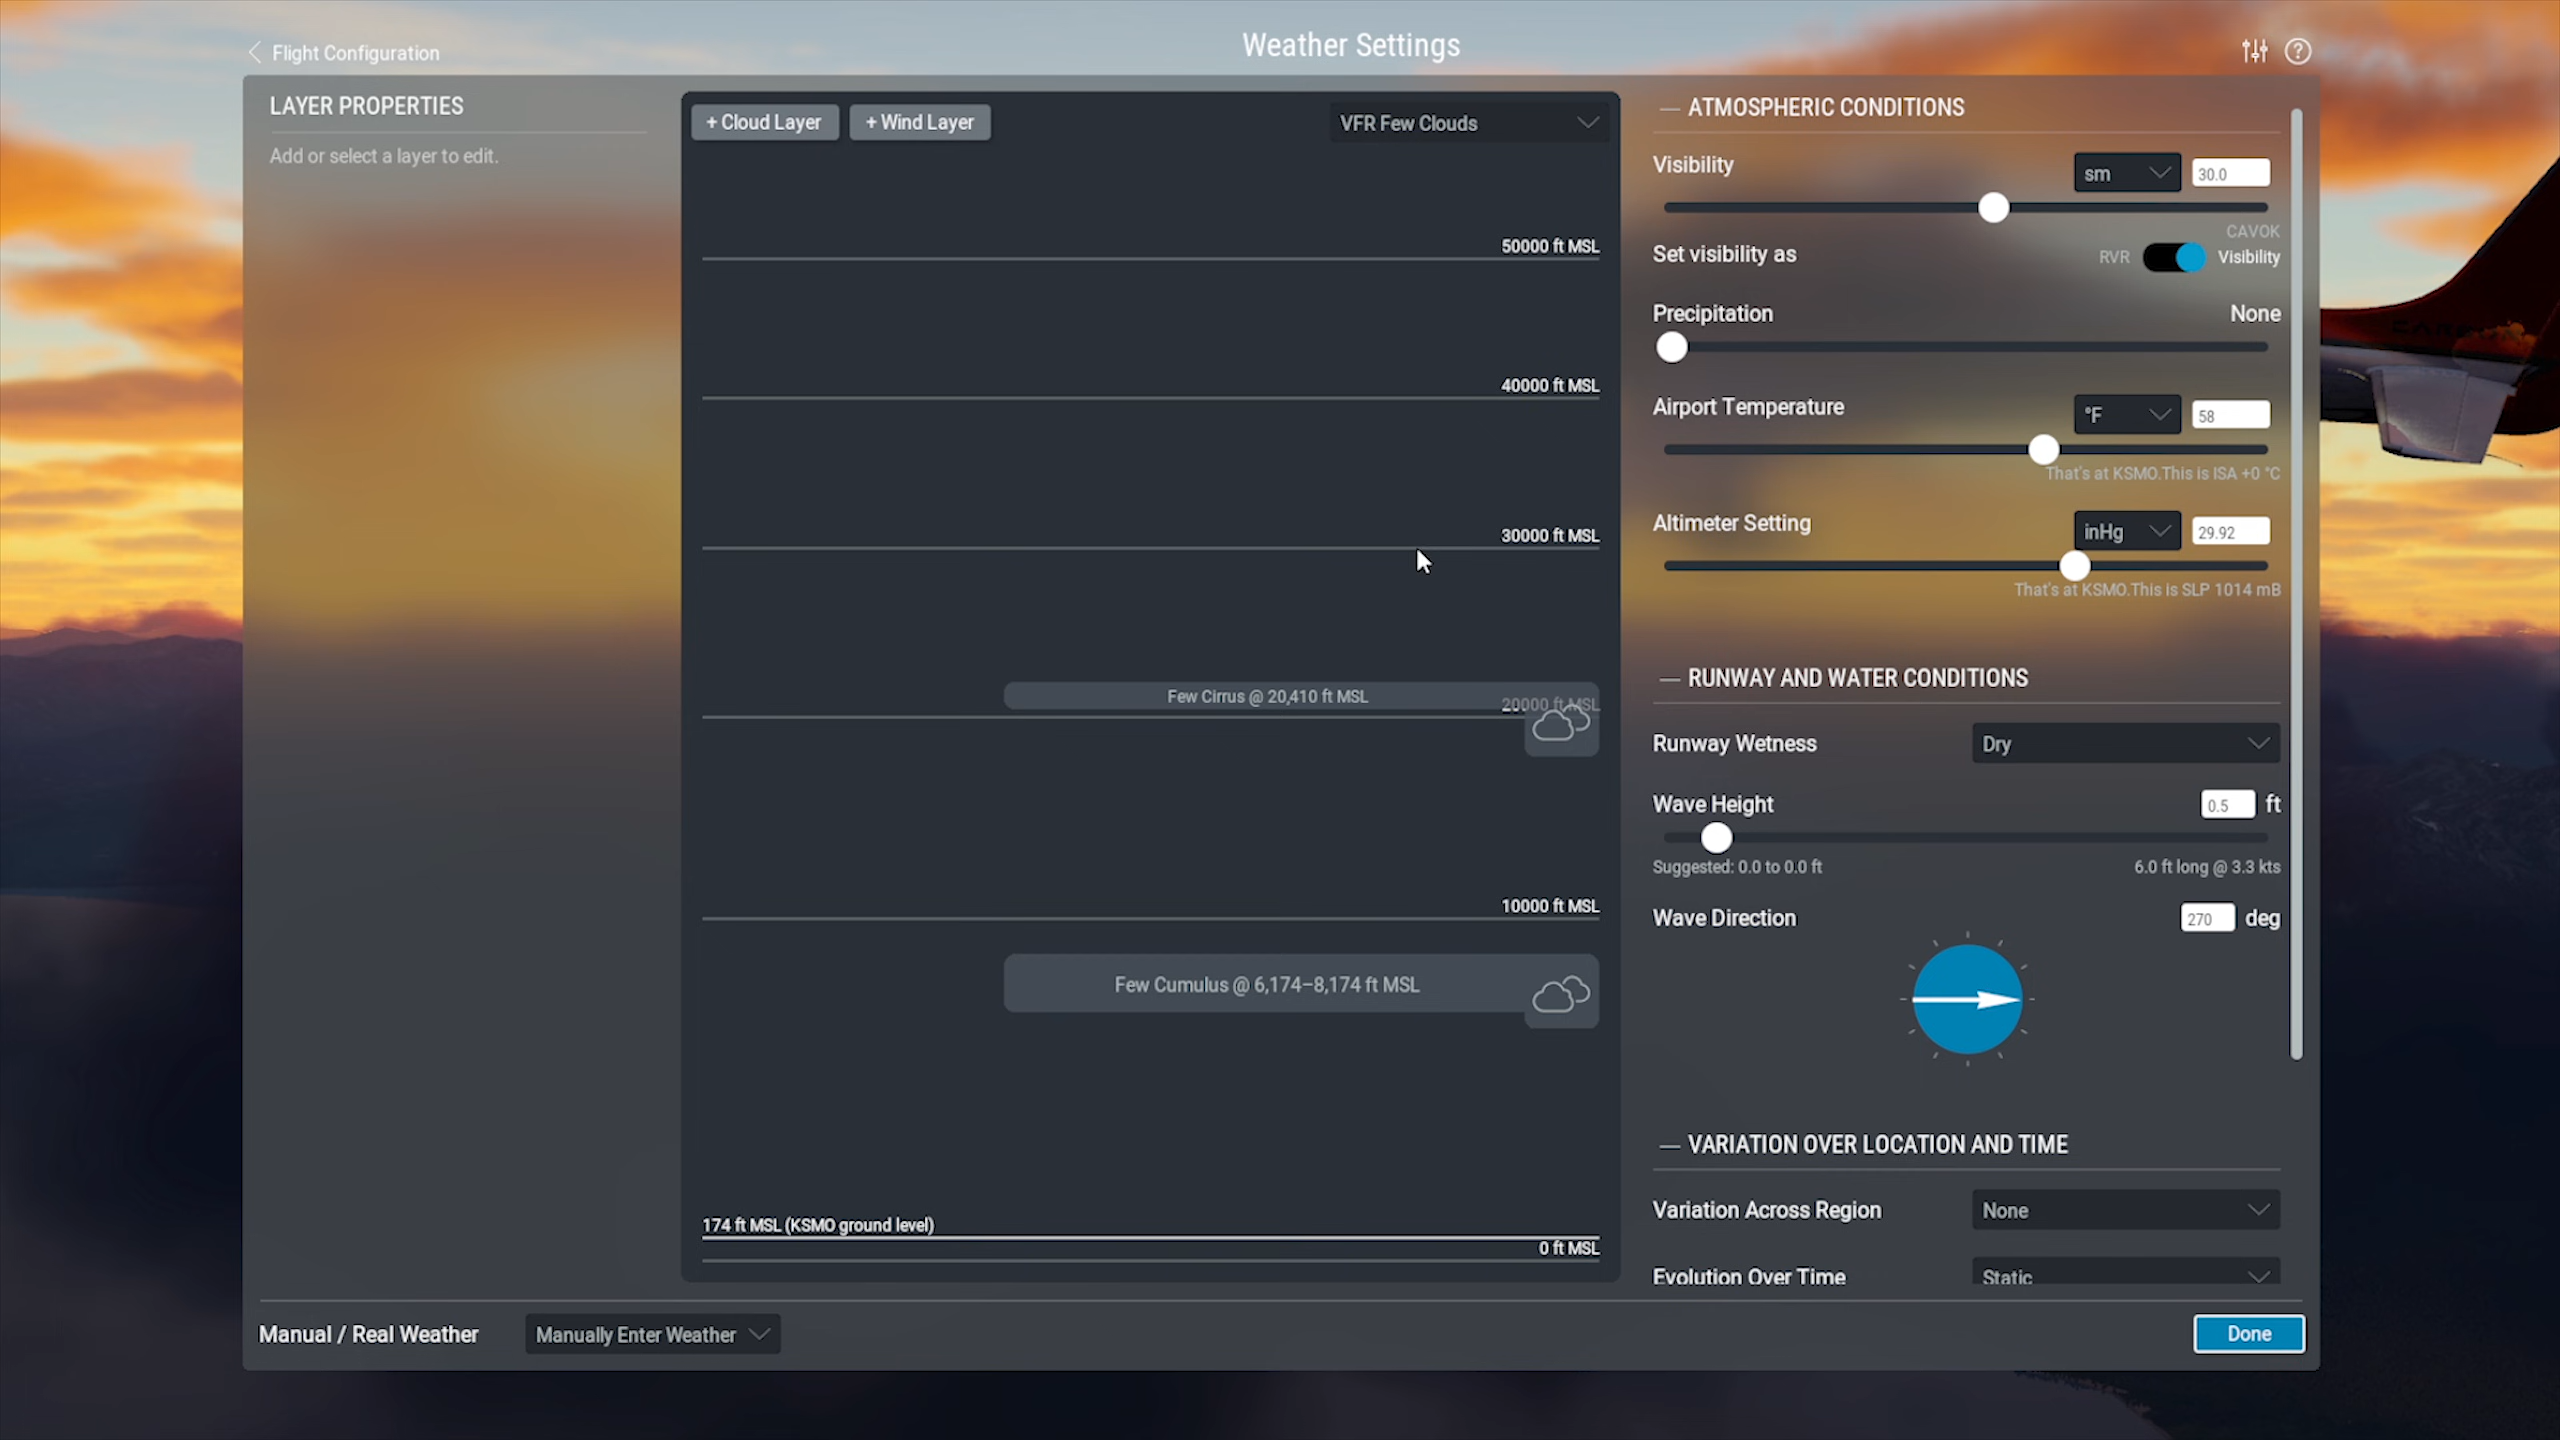 Flight Configuration
Weather Settings
LAYER PROPERTIES
Add or select a layer to edit.
+ Cloud Layer
+ Wind Layer
VFR Few Clouds
50000 ft MSL
40000 ft MSL
30000 ft MSL
Few Cirrus @ 20,410 ft MSL
20000 ft MSL
10000 ft MSL
Few Cumulus @ 6,174–8,174 ft MSL
174 ft MSL (KSMO ground level)
0 ft MSL
— ATMOSPHERIC CONDITIONS
Visibility
sm
30.0
CAVOK
Set visibility as
RVR
Visibility
Precipitation
None
Airport Temperature
°F
58
That's at KSMO.This is ISA +0 °C
Altimeter Setting
inHg
29.92
That's at KSMO.This is SLP 1014 mB
— RUNWAY AND WATER CONDITIONS
Runway Wetness
Dry
Wave Height
0.5 ft
Suggested: 0.0 to 0.0 ft
6.0 ft long @ 3.3 kts
Wave Direction
270 deg
— VARIATION OVER LOCATION AND TIME
Variation Across Region
None
Evolution Over Time
Static
Manual / Real Weather
Manually Enter Weather
Done